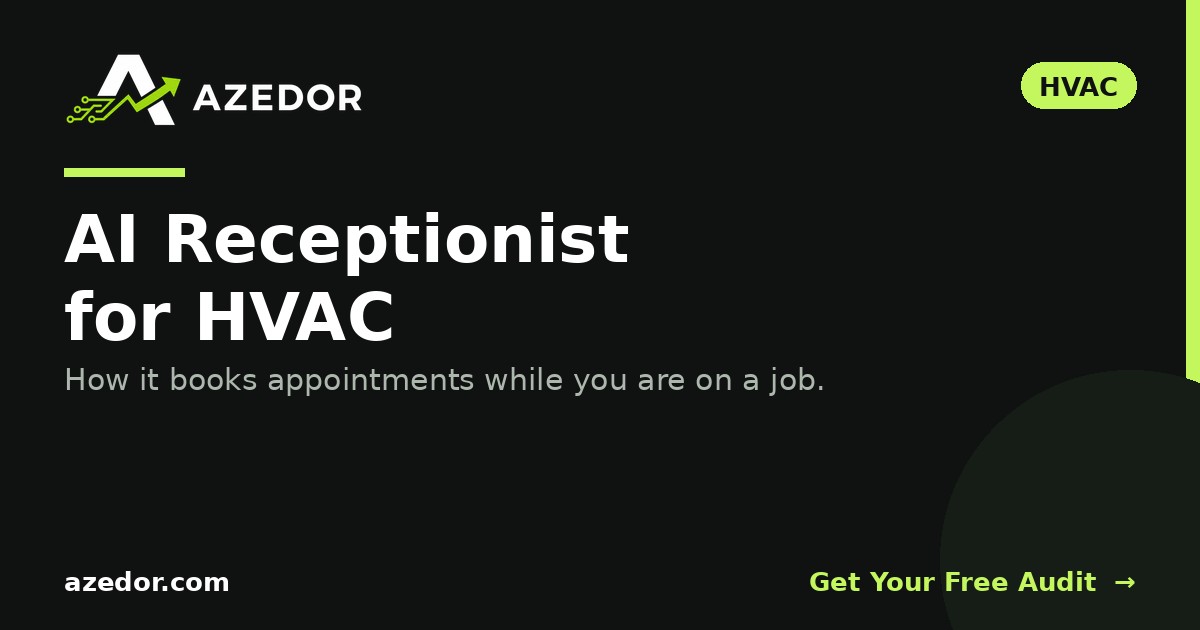 AZEDOR
HVAC
AI Receptionist
for HVAC
How it books appointments while you are on a job.
azedor.com
Get Your Free Audit →